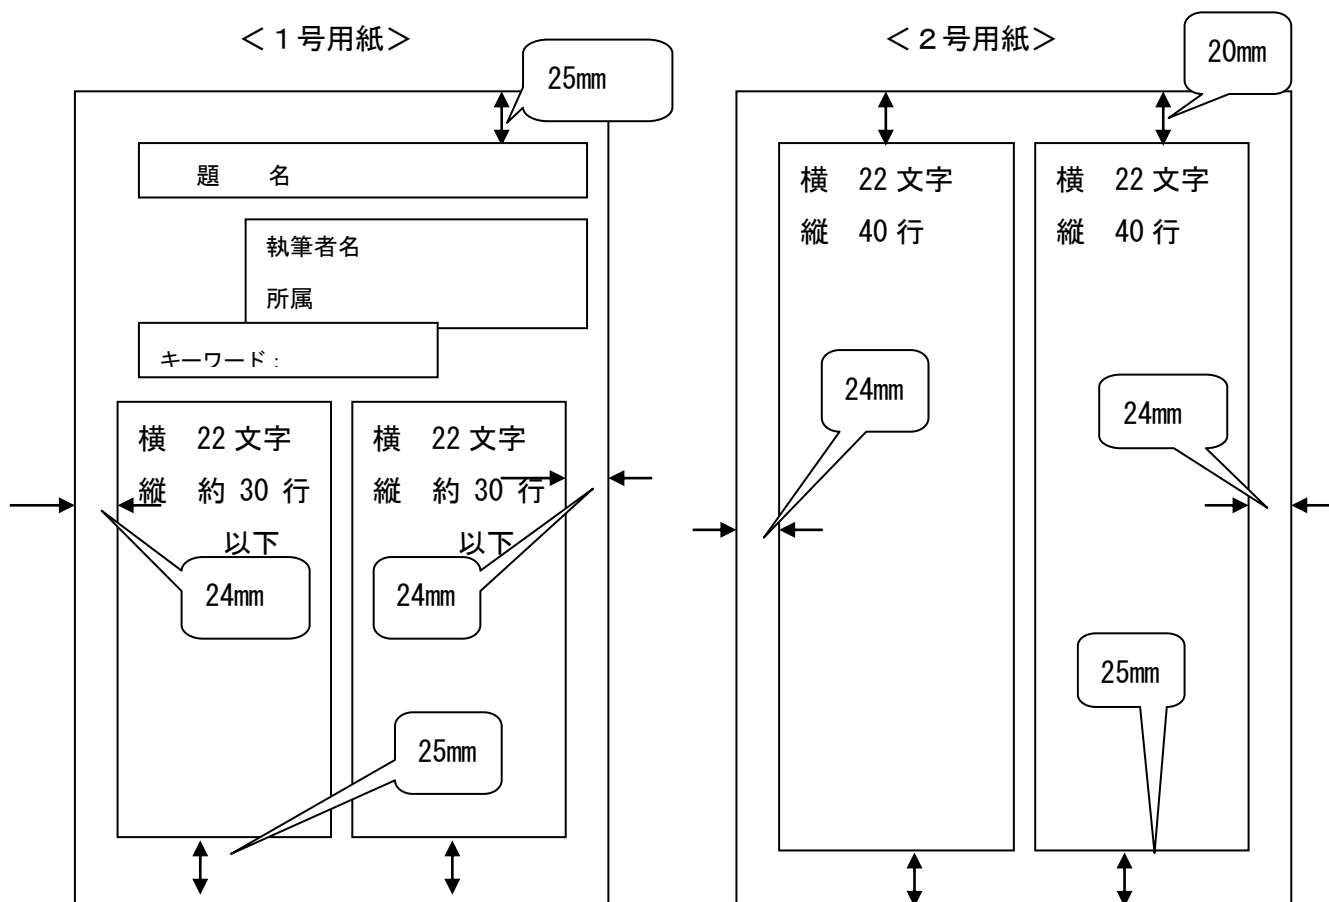 ＜１号用紙＞
25mm
題　名
執筆者名
所属
キーワード：
横　22 文字
縦　約 30 行
以下
横　22 文字
縦　約 30 行
以下
24mm
24mm
25mm
＜２号用紙＞
20mm
横　22 文字
縦　40 行
横　22 文字
縦　40 行
24mm
24mm
25mm